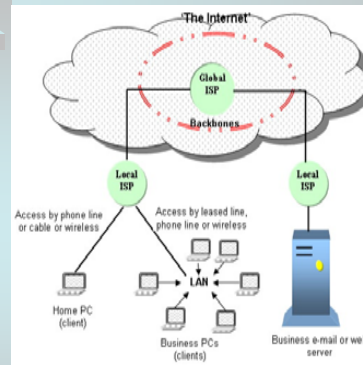 'The Internet'
Global
ISP
Backbones
Local
ISP
Local
ISP
Access by phone line
or cable or wireless
Access by leased line,
phone line or wireless
LAN
Home PC
(client)
Business PCs
(clients)
Business e-mail or we
server